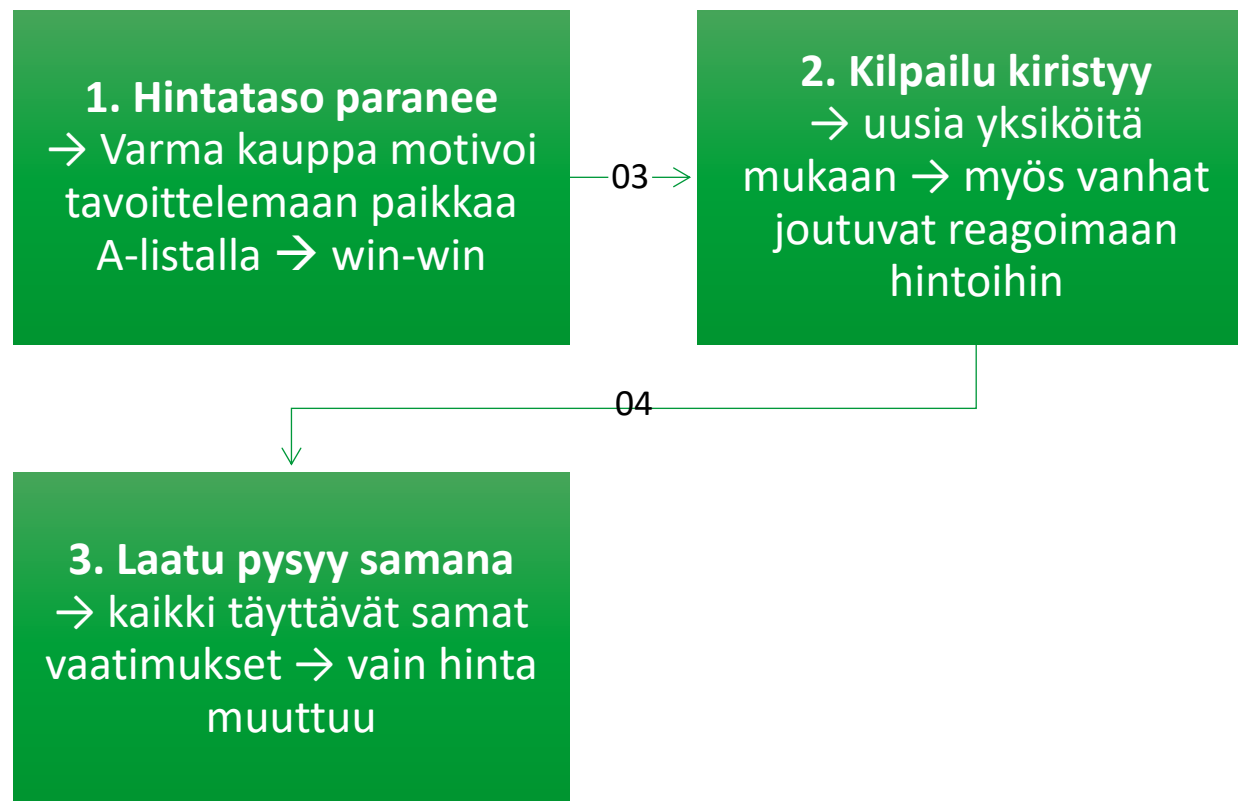 1. Hintataso paranee
→ Varma kauppa motivoi
tavoittelemaan paikkaa
A-listalla → win-win
03
2. Kilpailu kiristyy
→ uusia yksiköitä
mukaan → myös vanhat
joutuvat reagoimaan
hintoihin
04
3. Laatu pysyy samana
→ kaikki täyttävät samat
vaatimukset → vain hinta
muuttuu